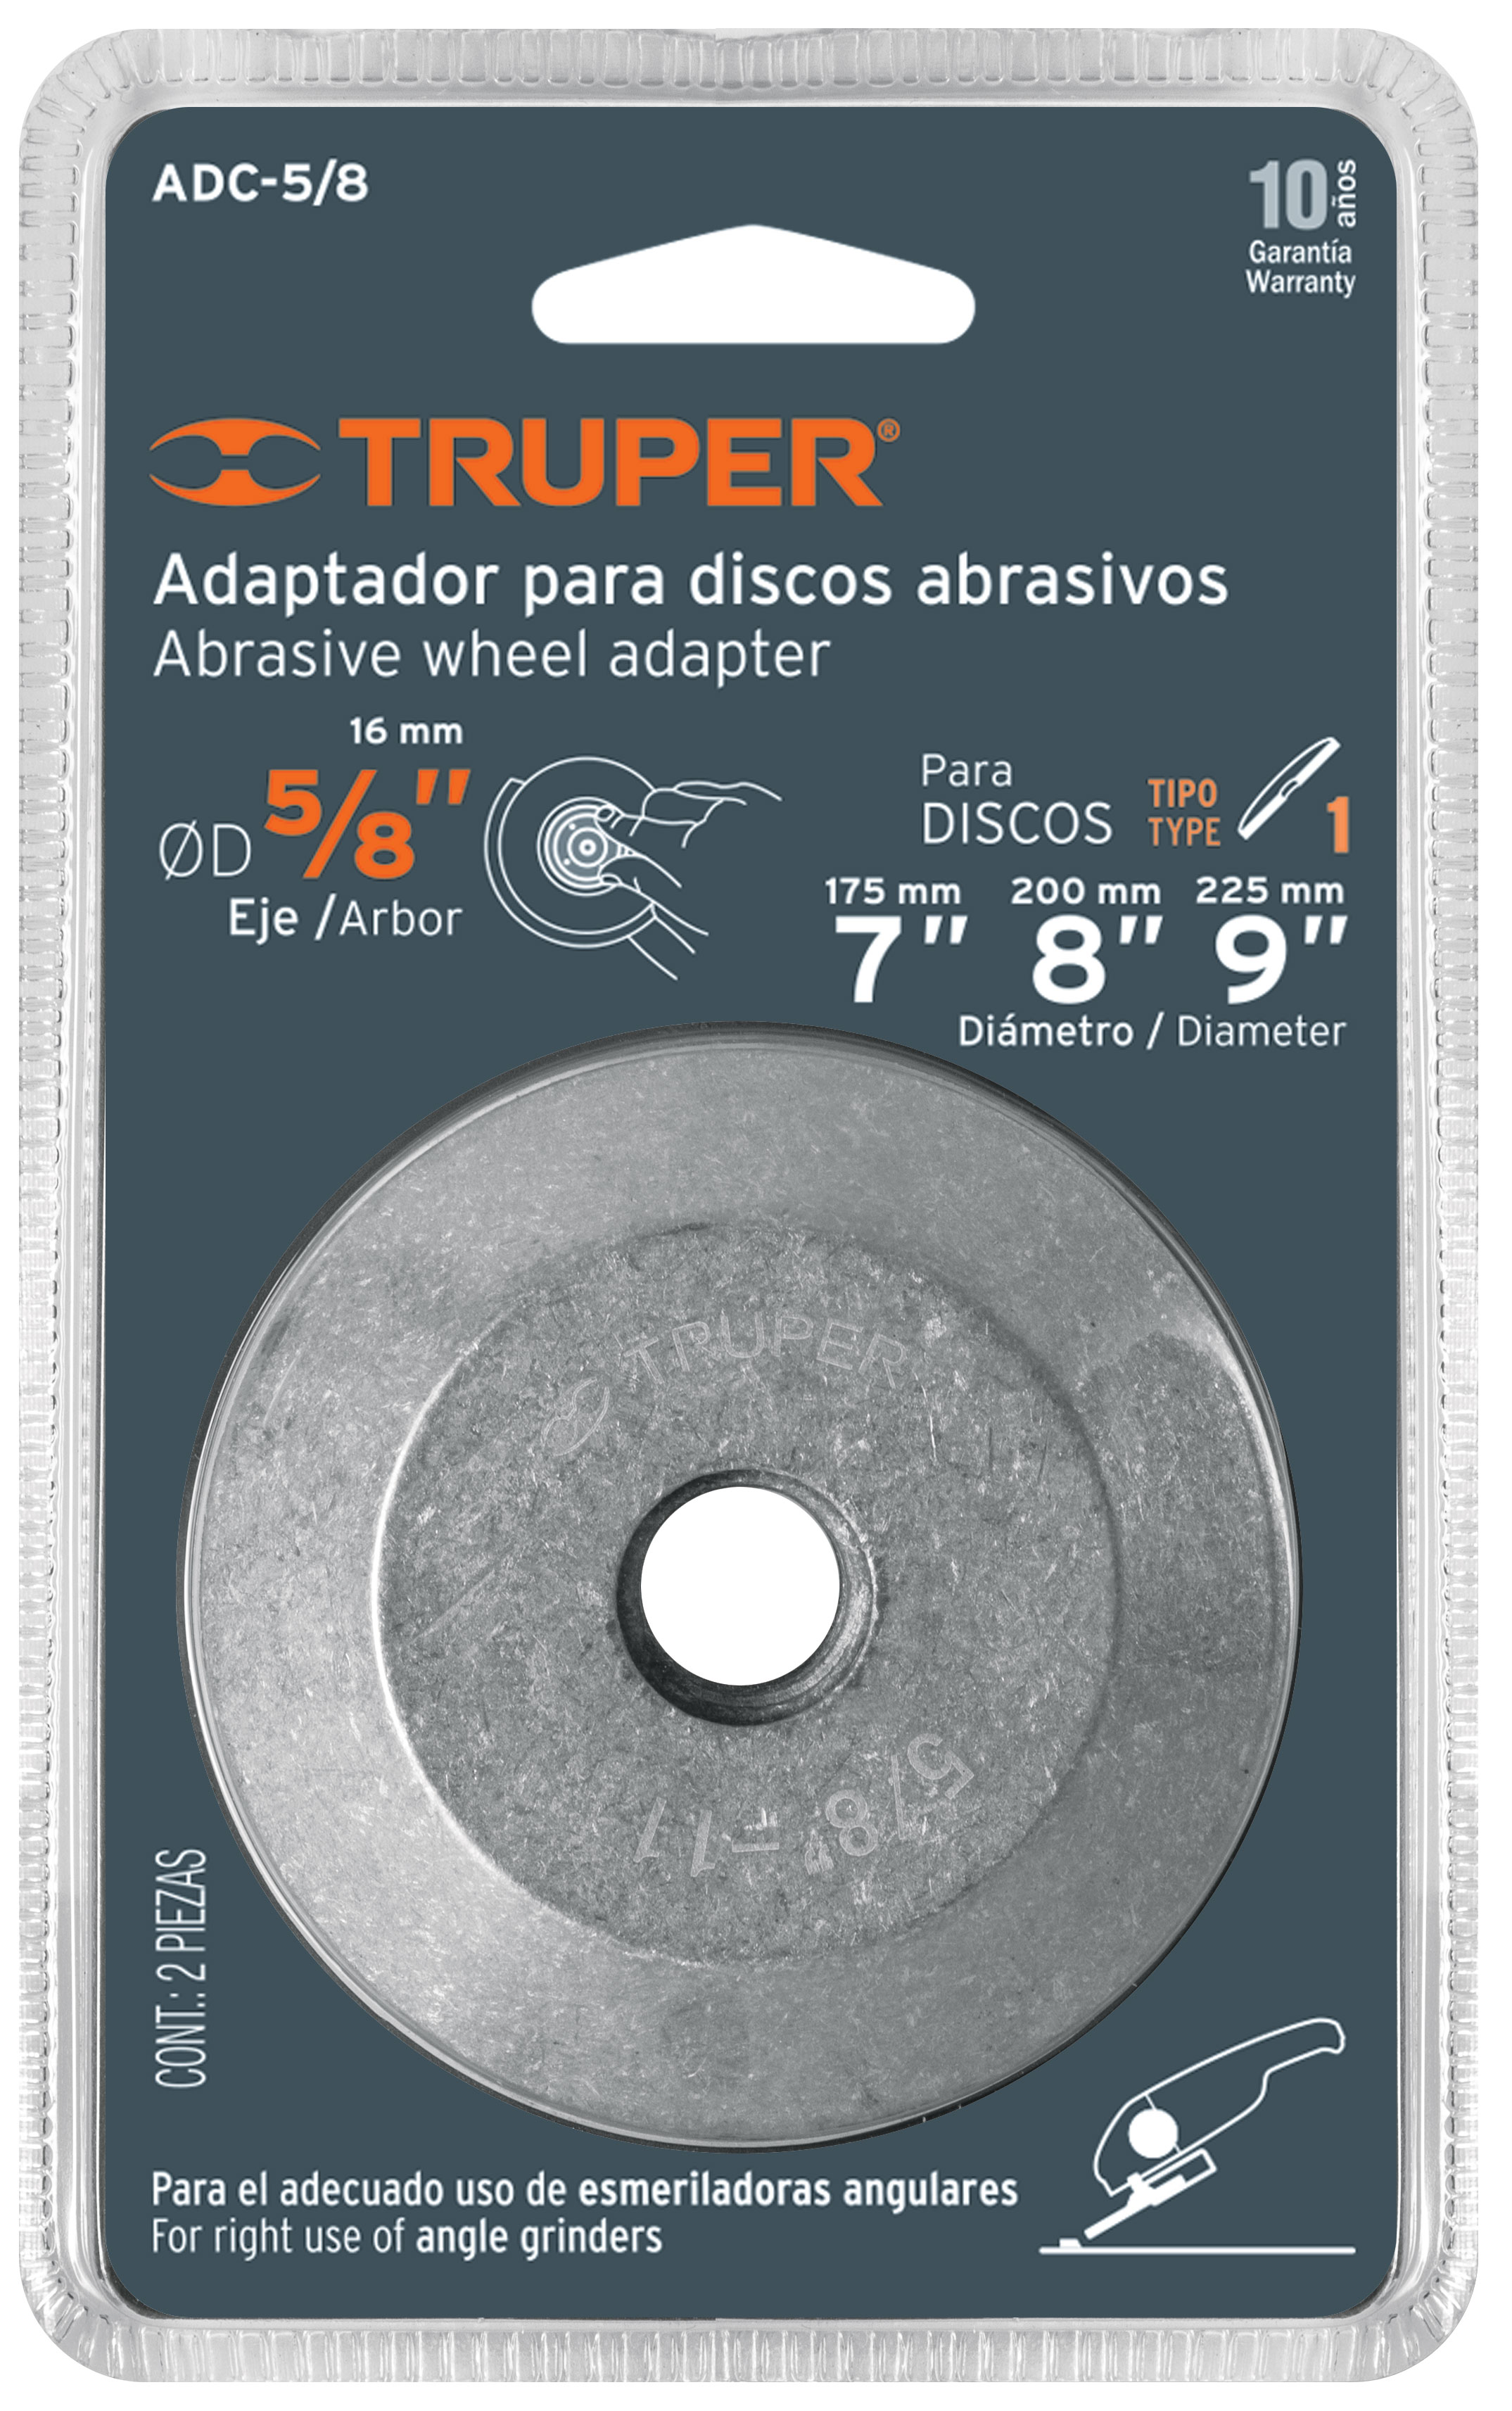 ADC-5/8
10 años
Garantía
Warranty
TRUPER®
Adaptador para discos abrasivos
Abrasive wheel adapter
16 mm
ØD 5/8"
Eje / Arbor
Para
DISCOS
TIPO
TYPE
1
175 mm 200 mm 225 mm
7" 8" 9"
Diámetro / Diameter
TRUPER
5/8" - 11
CONT.: 2 PIEZAS
Para el adecuado uso de esmeriladoras angulares
For right use of angle grinders